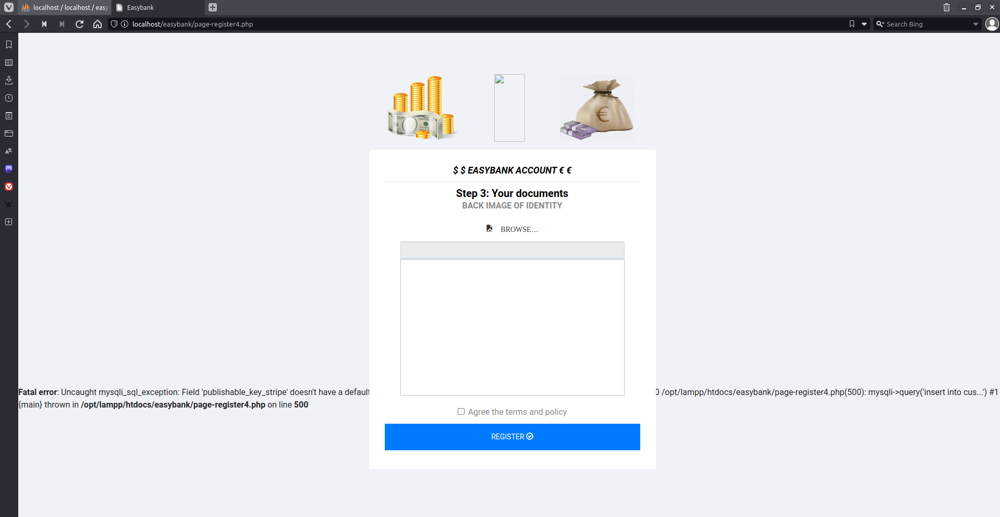 localhost / localhost / easy
Easybank
localhost/easybank/page-register4.php
Search Bing
$ $ EASYBANK ACCOUNT € €
Step 3: Your documents
BACK IMAGE OF IDENTITY
BROWSE…
Fatal error: Uncaught mysqli_sql_exception: Field 'publishable_key_stripe' doesn't have a default
0 /opt/lampp/htdocs/easybank/page-register4.php(500): mysqli->query('insert into cus...') #1
{main} thrown in /opt/lampp/htdocs/easybank/page-register4.php on line 500
Agree the terms and policy
REGISTER